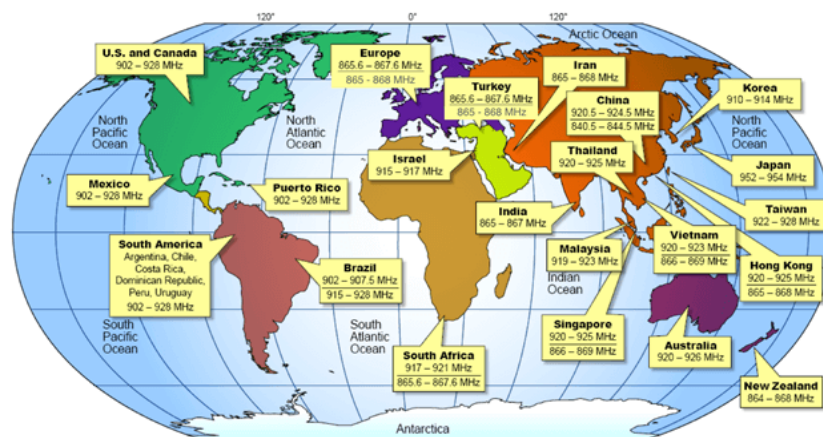 120°
0°
120°
Arctic Ocean
U.S. and Canada
902 – 928 MHz
Europe
865.6 – 867.6 MHz
865 - 868 MHz
Iran
865 – 868 MHz
Turkey
865.6 – 867.6 MHz
865 - 868 MHz
China
920.5 – 924.5 MHz
840.5 – 844.5 MHz
Korea
910 – 914 MHz
North
Pacific
Ocean
North
Atlantic
Ocean
North
Pacific
Ocean
Thailand
920 – 925 MHz
Israel
915 – 917 MHz
Japan
952 – 954 MHz
Mexico
902 – 928 MHz
Puerto Rico
902 – 928 MHz
India
865 – 867 MHz
Taiwan
922 – 928 MHz
South America
Argentina, Chile,
Costa Rica,
Dominican Republic,
Peru, Uruguay
902 – 928 MHz
Brazil
902 – 907.5 MHz
915 – 928 MHz
Malaysia
919 – 923 MHz
Vietnam
920 – 923 MHz
866 – 869 MHz
Hong Kong
920 – 925 MHz
865 – 868 MHz
Indian
Ocean
South
Pacific
Ocean
South
Atlantic
Ocean
Singapore
920 – 925 MHz
866 – 869 MHz
South Africa
917 – 921 MHz
865.6 – 867.6 MHz
Australia
920 – 926 MHz
New Zealand
864 – 868 MHz
Antarctica